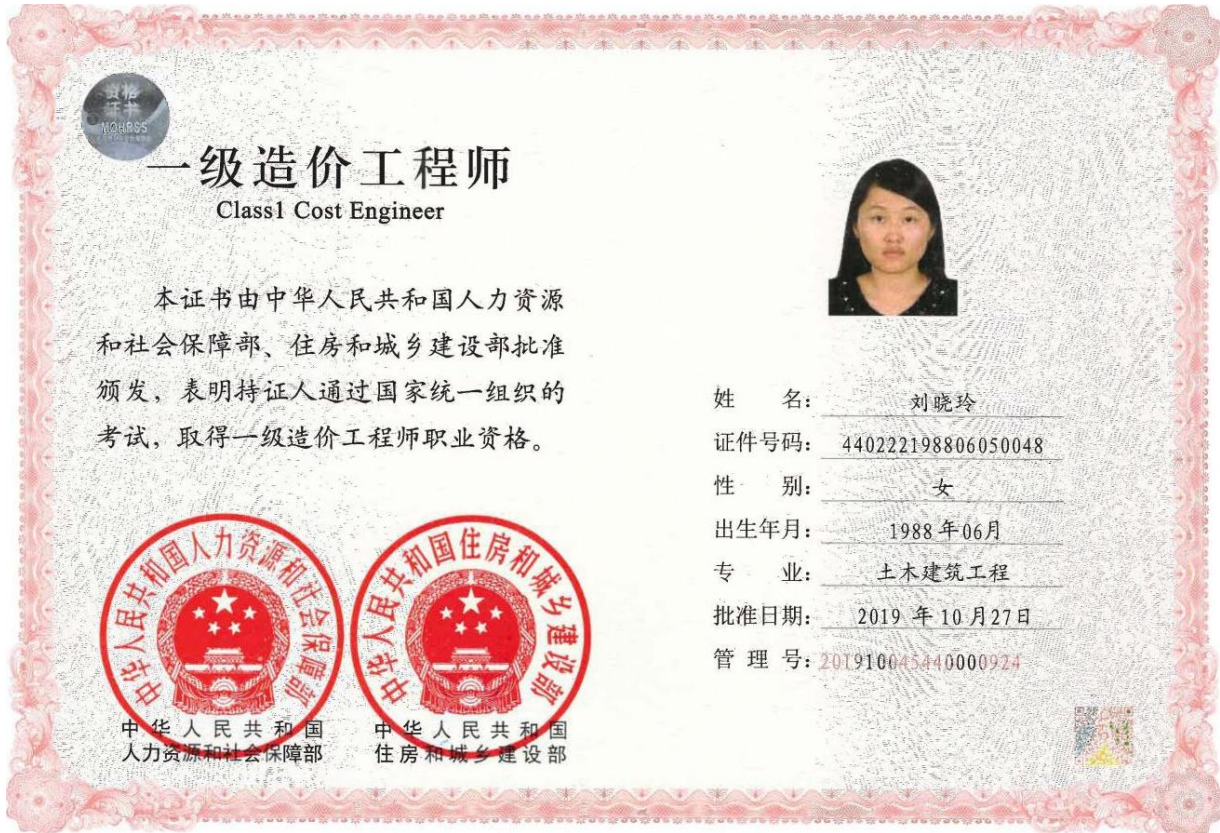 资格
证书
MOHRSS
一级造价工程师
Class1 Cost Engineer
本证书由中华人民共和国人力资源
和社会保障部、住房和城乡建设部批准
颁发，表明持证人通过国家统一组织的
考试，取得一级造价工程师职业资格。
中华人民共和国人力资源和社会保障部
中华人民共和国住房和城乡建设部
中华人民共和国
人力资源和社会保障部
中华人民共和国
住房和城乡建设部
姓 名： 刘晓玲
证件号码： 440222198806050048
性 别： 女
出生年月： 1988年06月
专 业： 土木建筑工程
批准日期： 2019 年 10月27日
管 理 号：201910045440000924